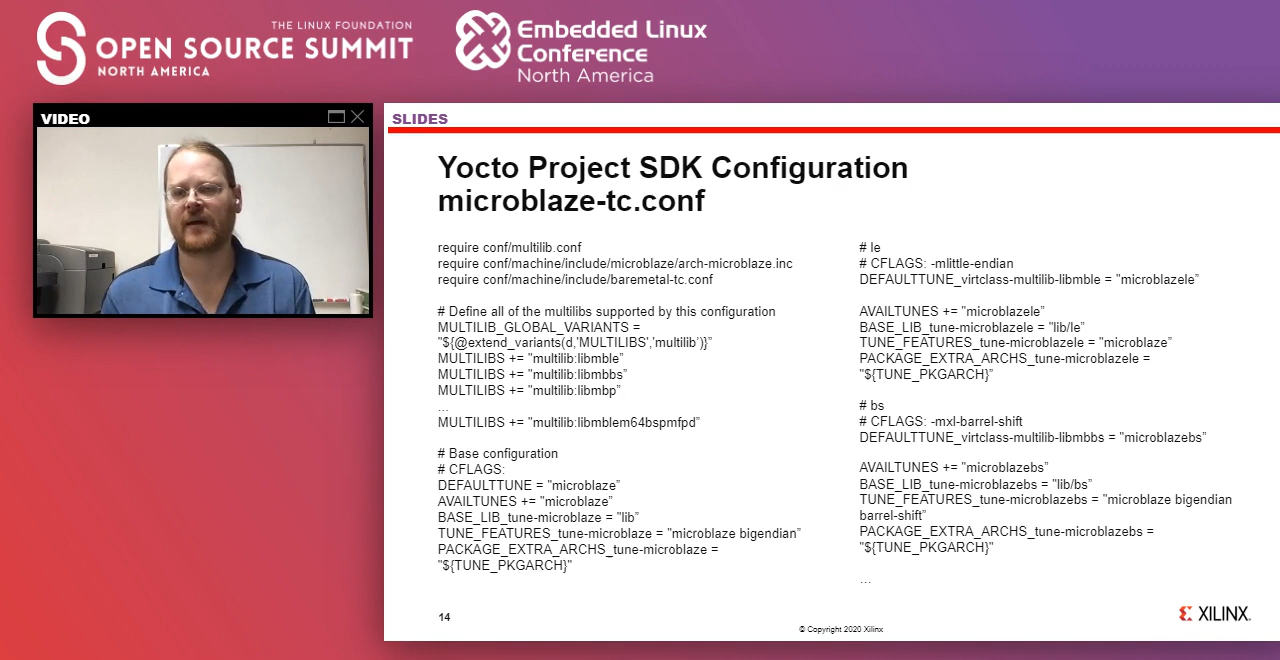 THE LINUX FOUNDATION
OPEN SOURCE SUMMIT
NORTH AMERICA
Embedded Linux
Conference
North America
VIDEO
SLIDES
Yocto Project SDK Configuration
microblaze-tc.conf
require conf/multilib.conf
require conf/machine/include/microblaze/arch-microblaze.inc
require conf/machine/include/baremetal-tc.conf
# Define all of the multilibs supported by this configuration
MULTILIB_GLOBAL_VARIANTS =
"${@extend_variants(d,'MULTILIBS','multilib’)}”
MULTILIBS += "multilib:libmble”
MULTILIBS += "multilib:libmbbs”
MULTILIBS += "multilib:libmbp”
...
MULTILIBS += "multilib:libmblem64bspmfpd”
# Base configuration
# CFLAGS:
DEFAULTTUNE = "microblaze”
AVAILTUNES += "microblaze”
BASE_LIB_tune-microblaze = "lib”
TUNE_FEATURES_tune-microblaze = "microblaze bigendian”
PACKAGE_EXTRA_ARCHS_tune-microblaze =
"${TUNE_PKGARCH}"
# le
# CFLAGS: -mlittle-endian
DEFAULTTUNE_virtclass-multilib-libmble = "microblazele”
AVAILTUNES += "microblazele”
BASE_LIB_tune-microblazele = "lib/le”
TUNE_FEATURES_tune-microblazele = "microblaze”
PACKAGE_EXTRA_ARCHS_tune-microblazele =
"${TUNE_PKGARCH}”
# bs
# CFLAGS: -mxl-barrel-shift
DEFAULTTUNE_virtclass-multilib-libmbbs = "microblazebs”
AVAILTUNES += "microblazebs”
BASE_LIB_tune-microblazebs = "lib/bs”
TUNE_FEATURES_tune-microblazebs = "microblaze bigendian
barrel-shift”
PACKAGE_EXTRA_ARCHS_tune-microblazebs =
"${TUNE_PKGARCH}"
...
14
© Copyright 2020 Xilinx
XILINX.